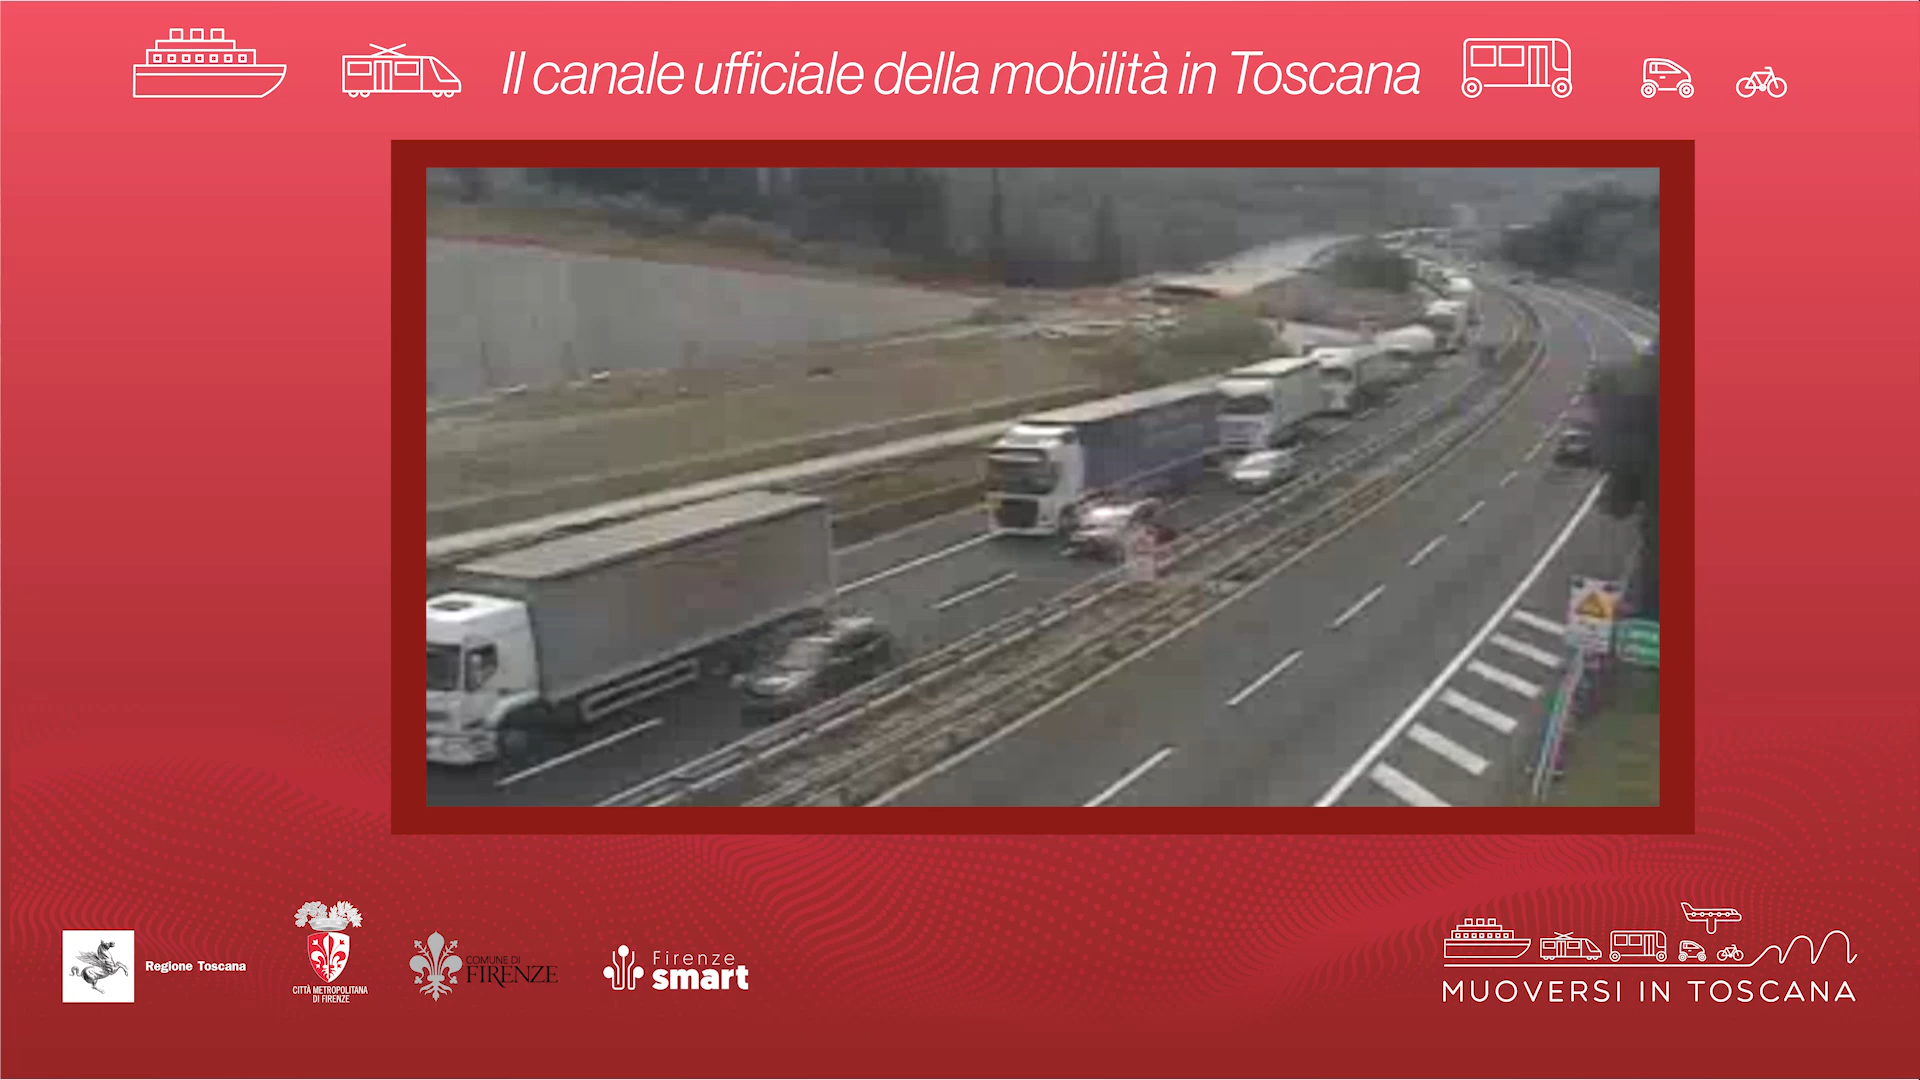 Il canale ufficiale della mobilità in Toscana
Regione Toscana
CITTÀ METROPOLITANA
DI FIRENZE
COMUNE DI
FIRENZE
Firenze
smart
MUOVERSI IN TOSCANA